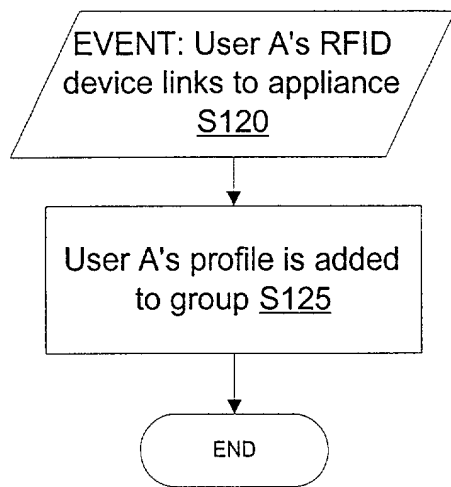 EVENT: User A's RFID
device links to appliance
S120
User A's profile is added
to group S125
END